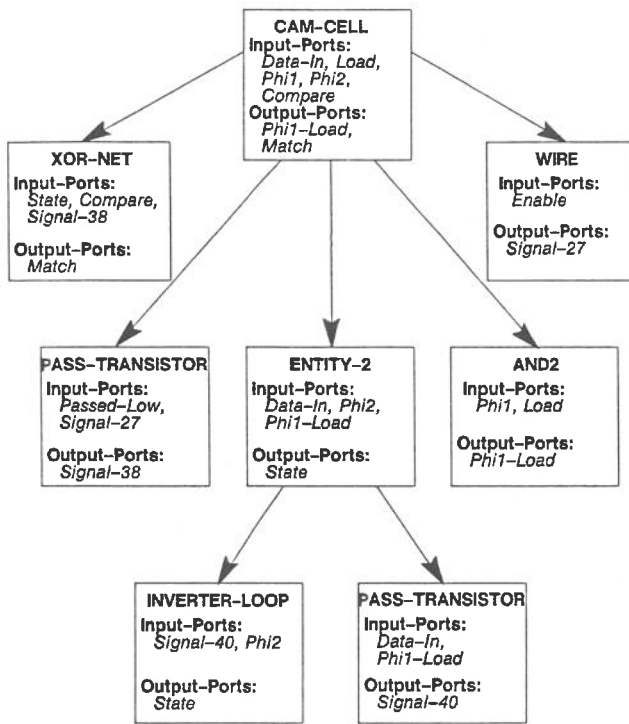 CAM-CELL
Input-Ports:
Data-In, Load,
Phi1, Phi2,
Compare
Output-Ports:
Phi1-Load,
Match
XOR-NET
Input-Ports:
State, Compare,
Signal-38
Output-Ports:
Match
WIRE
Input-Ports:
Enable
Output-Ports:
Signal-27
PASS-TRANSISTOR
Input-Ports:
Passed-Low,
Signal-27
Output-Ports:
Signal-38
ENTITY-2
Input-Ports:
Data-In, Phi2,
Phi1-Load
Output-Ports:
State
AND2
Input-Ports:
Phi1, Load
Output-Ports:
Phi1-Load
INVERTER-LOOP
Input-Ports:
Signal-40, Phi2
Output-Ports:
State
PASS-TRANSISTOR
Input-Ports:
Data-In,
Phi1-Load
Output-Ports:
Signal-40